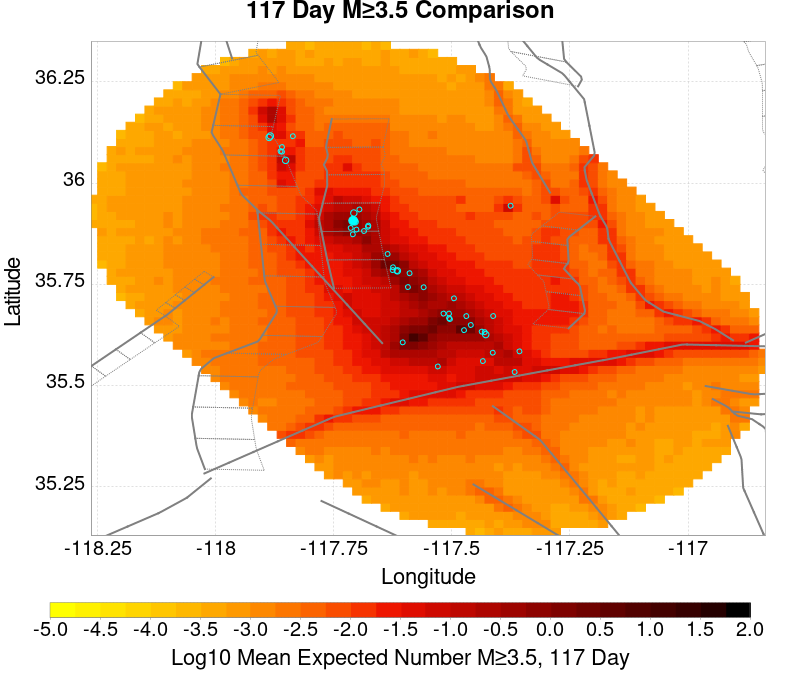 117 Day M≥3.5 Comparison
36.25
36
35.75
35.5
35.25
Latitude
-118.25 -118 -117.75 -117.5 -117.25 -117
Longitude
-5.0 -4.5 -4.0 -3.5 -3.0 -2.5 -2.0 -1.5 -1.0 -0.5 0.0 0.5 1.0 1.5 2.0
Log10 Mean Expected Number M≥3.5, 117 Day